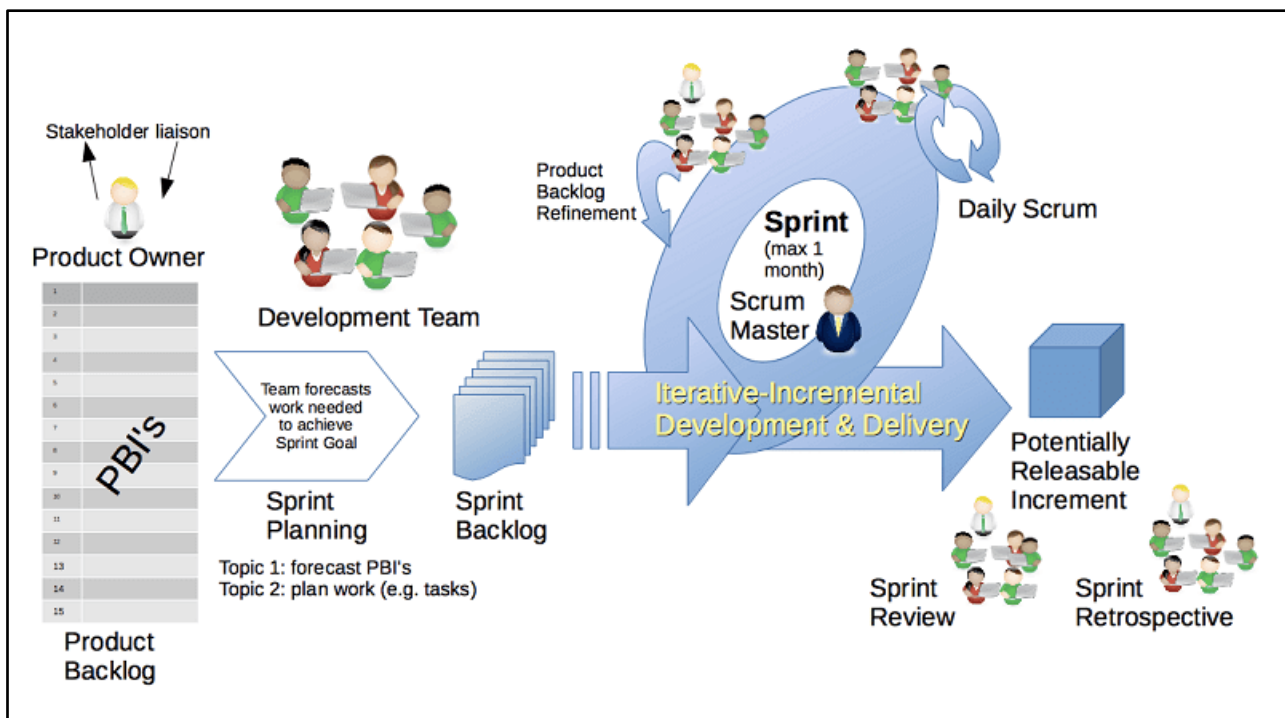 Stakeholder liaison
Product Owner
1
2
3
4
5
6
7
8
9
10
11
12
13
14
15
PBI's
Product
Backlog
Development Team
Team forecasts
work needed
to achieve
Sprint Goal
Sprint
Planning
Topic 1: forecast PBI's
Topic 2: plan work (e.g. tasks)
Sprint
Backlog
Product
Backlog
Refinement
Sprint
(max 1
month)
Scrum
Master
Daily Scrum
Iterative-Incremental
Development & Delivery
Potentially
Releasable
Increment
Sprint
Review
Sprint
Retrospective